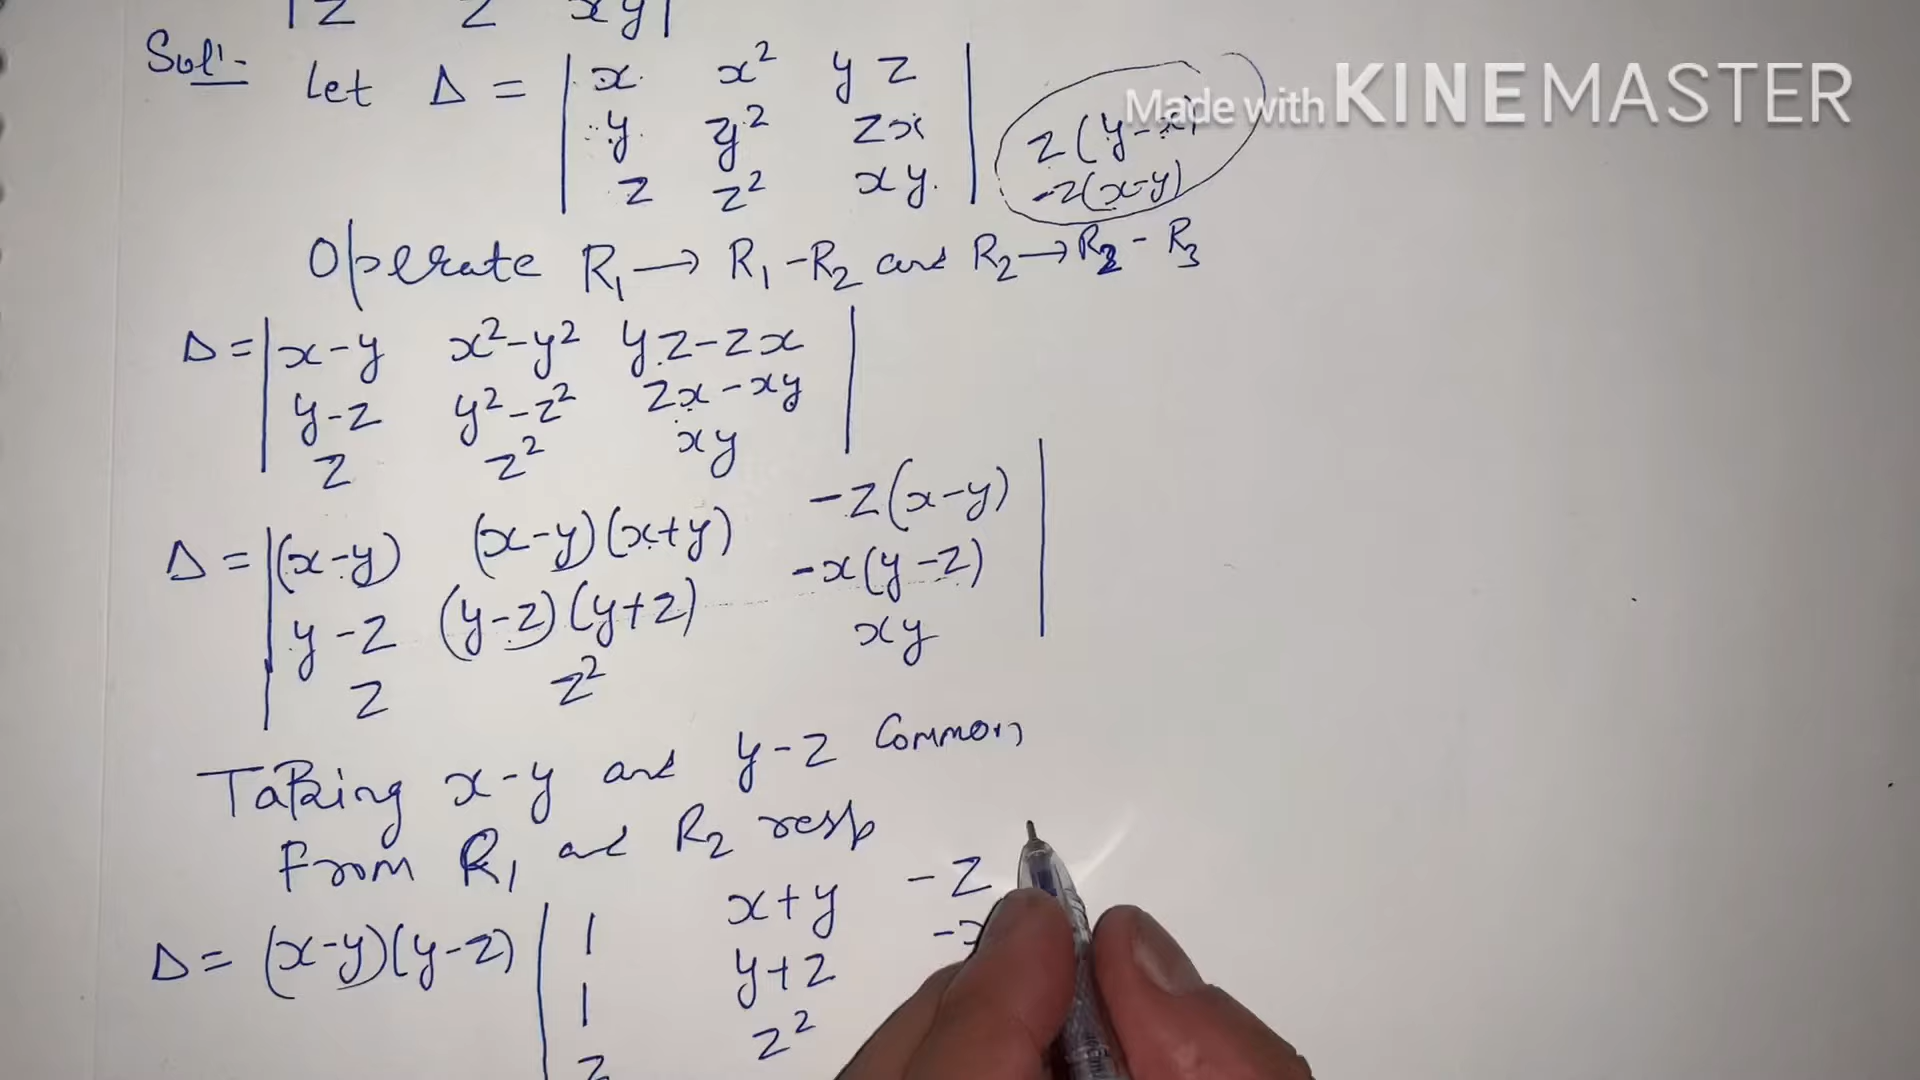 z z xy|
Sol:- Let Δ = | x x² yz |
y y² zx
z z² xy
Made with KINEMASTER
z(y-x)
-z(x-y)
Operate R₁ → R₁ - R₂ and R₂ → R₂ - R₃
Δ = | x-y x²-y² yz-zx |
y-z y²-z² zx-xy
z z² xy
Δ = | (x-y) (x-y)(x+y) -z(x-y) |
y-z (y-z)(y+z) -x(y-z)
z z² xy
Taking x-y and y-z Common
From R₁ and R₂ resp
Δ = (x-y)(y-z) | 1 x+y -z
1 y+z -x
z z²